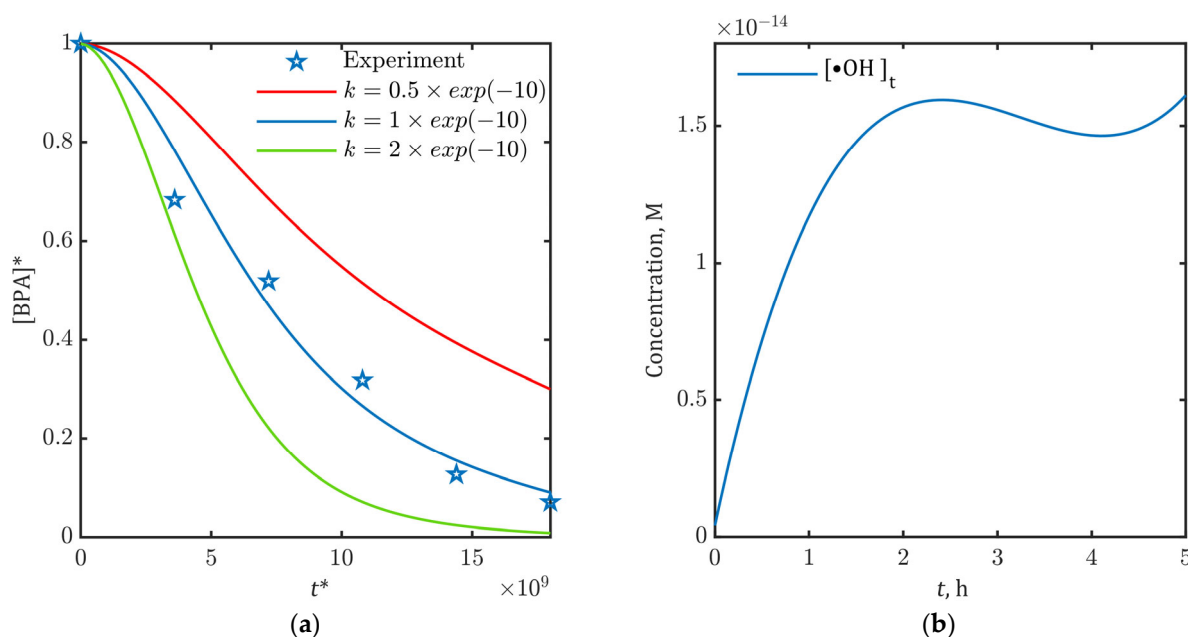 1
0.8
0.6
0.4
0.2
0
[BPA]*
Experiment
k = 0.5 × exp(−10)
k = 1 × exp(−10)
k = 2 × exp(−10)
0 5 10 15
×10⁹
t*
(a)
×10⁻¹⁴
1.5
1
0.5
0
Concentration, M
[•OH ]ₜ
0 1 2 3 4 5
t, h
(b)